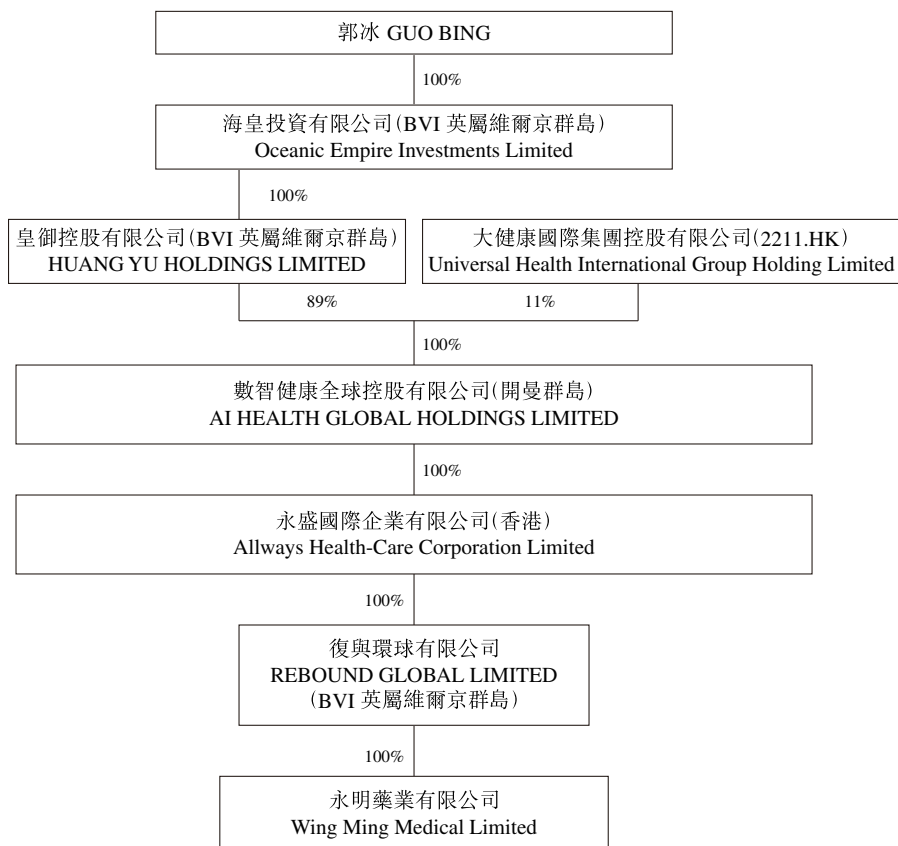 郭冰 GUO BING
100%
海皇投資有限公司(BVI 英屬維爾京群島)
Oceanic Empire Investments Limited
100%
皇御控股有限公司(BVI 英屬維爾京群島)
HUANG YU HOLDINGS LIMITED
大健康國際集團控股有限公司(2211.HK)
Universal Health International Group Holding Limited
89%
11%
100%
數智健康全球控股有限公司(開曼群島)
AI HEALTH GLOBAL HOLDINGS LIMITED
100%
永盛國際企業有限公司(香港)
Allways Health-Care Corporation Limited
100%
復興環球有限公司
REBOUND GLOBAL LIMITED
(BVI 英屬維爾京群島)
100%
永明藥業有限公司
Wing Ming Medical Limited